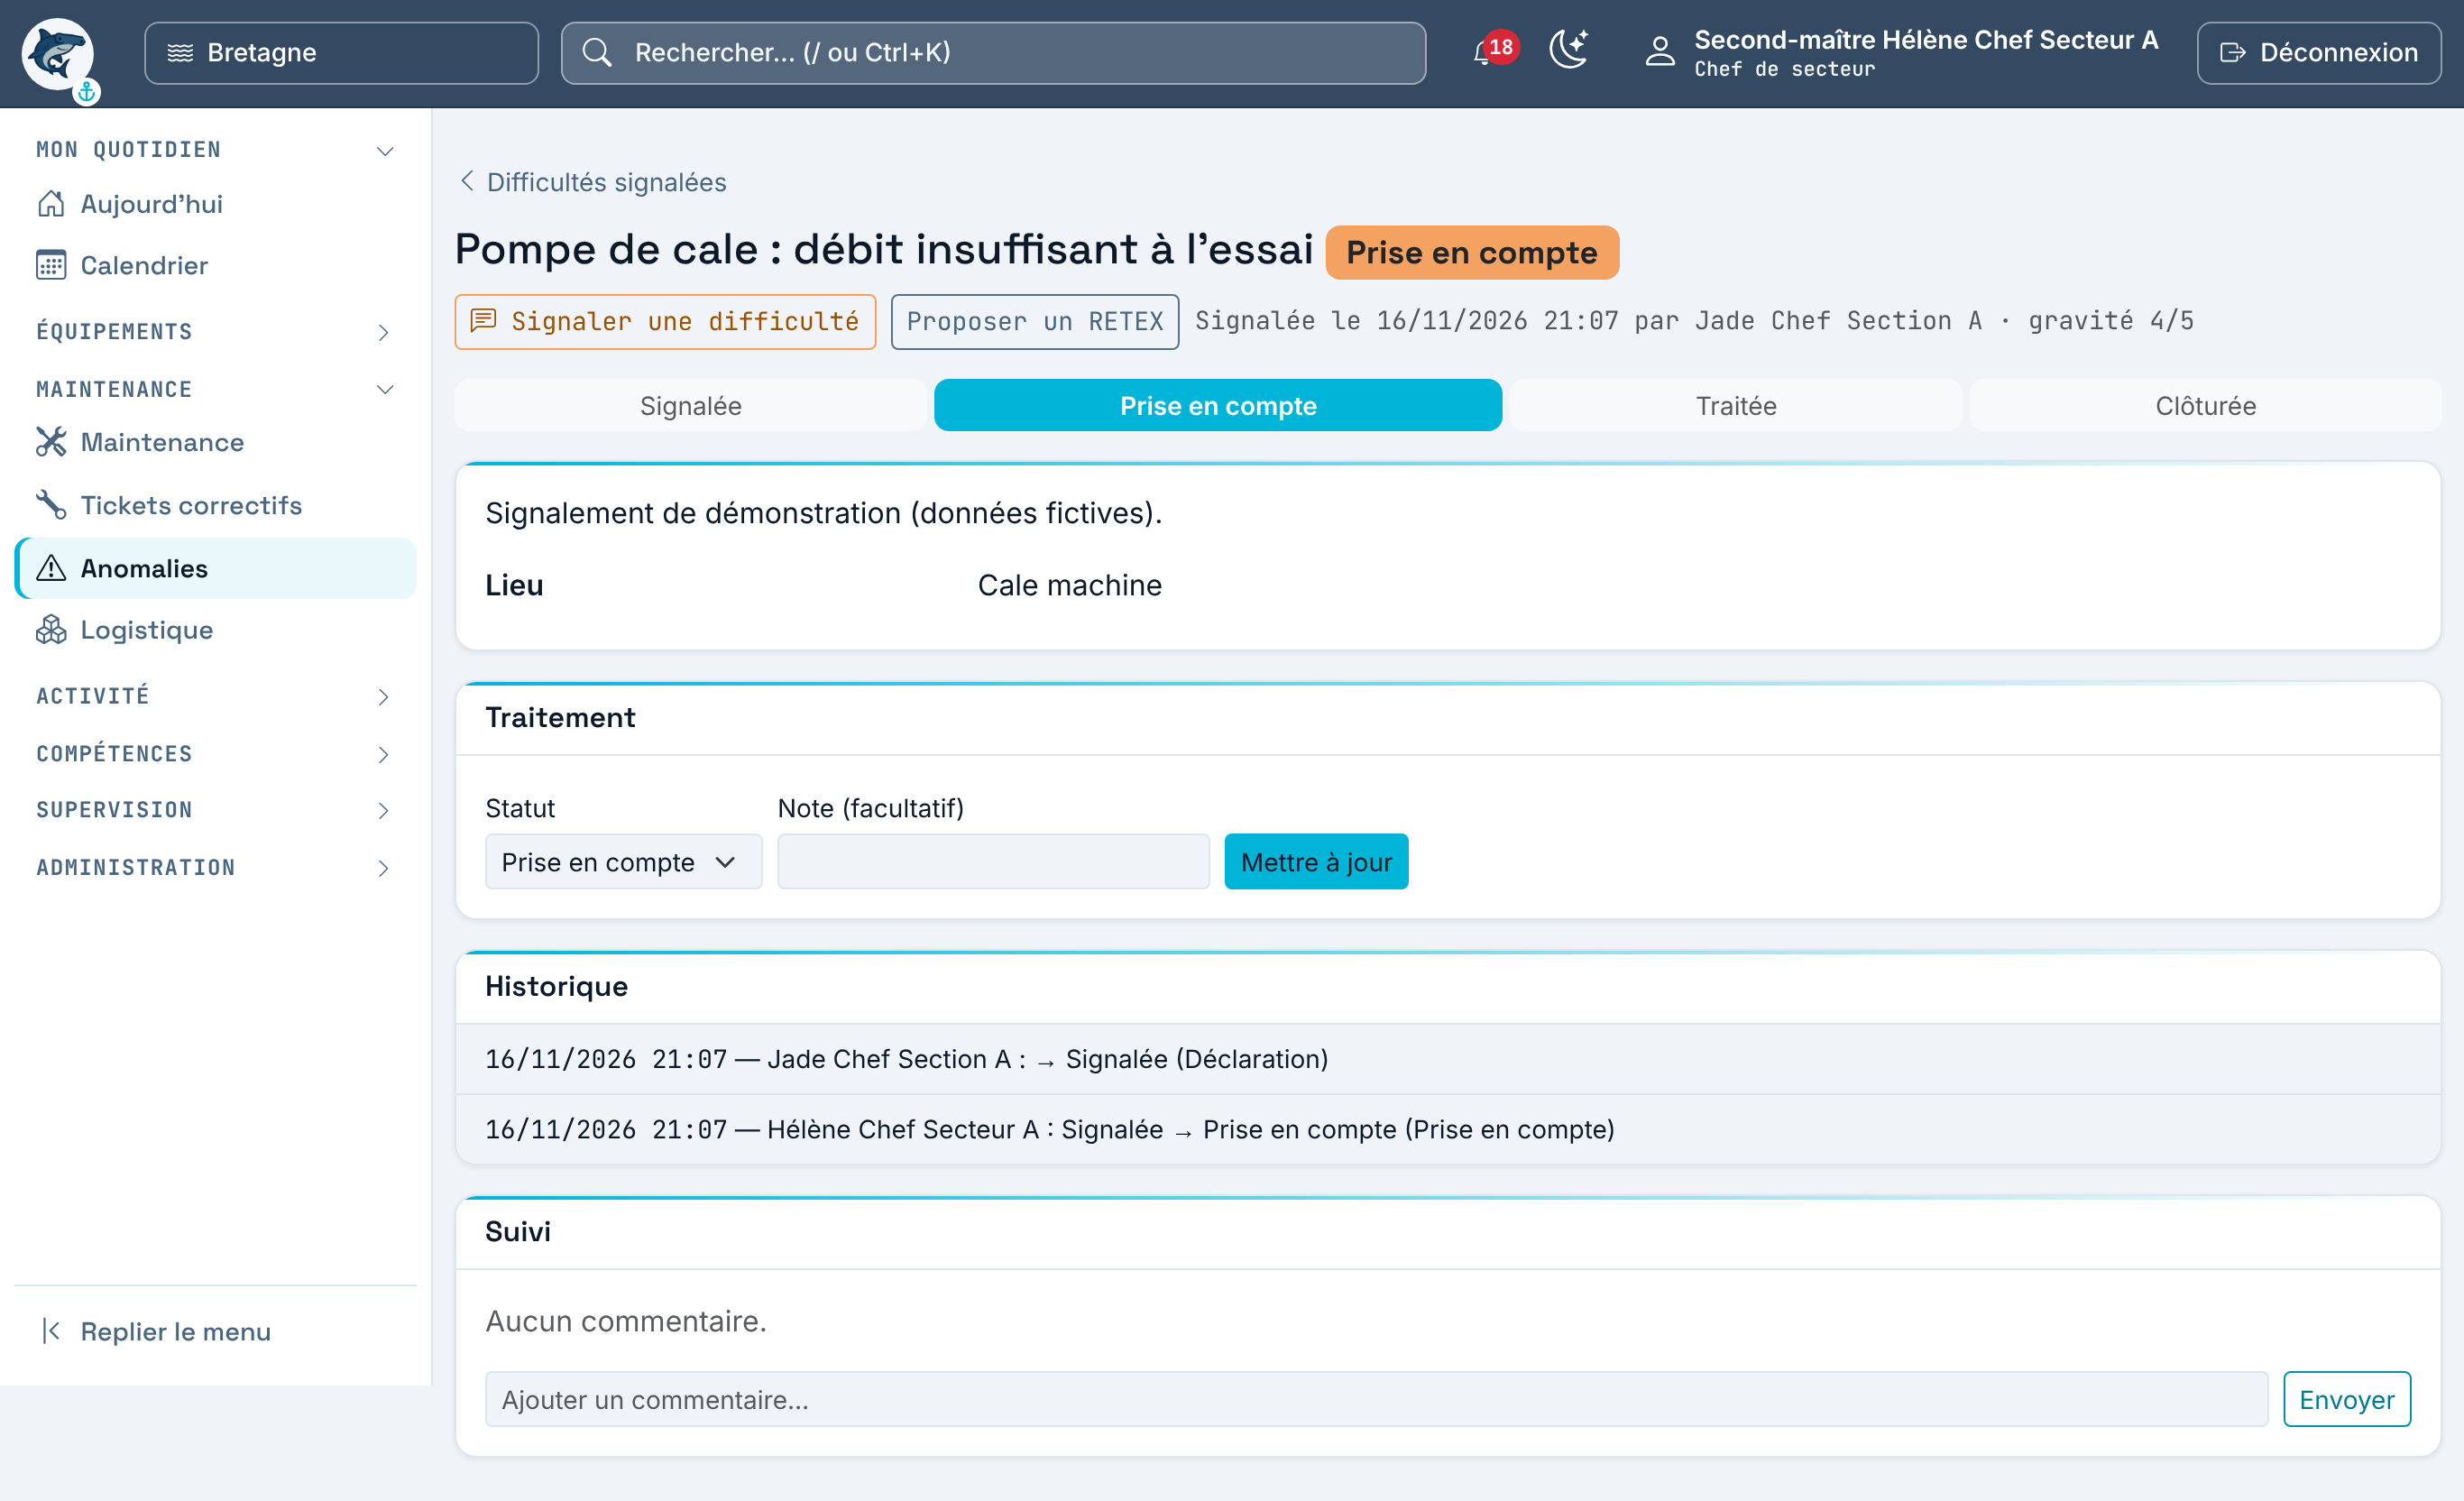 Bretagne
Rechercher... (/ ou Ctrl+K)
18
Second-maître Hélène Chef Secteur A
Chef de secteur
Déconnexion
MON QUOTIDIEN
Aujourd'hui
Calendrier
ÉQUIPEMENTS
MAINTENANCE
Maintenance
Tickets correctifs
Anomalies
Logistique
ACTIVITÉ
COMPÉTENCES
SUPERVISION
ADMINISTRATION
Replier le menu
Difficultés signalées
Pompe de cale : débit insuffisant à l'essai Prise en compte
Signaler une difficulté Proposer un RETEX Signalée le 16/11/2026 21:07 par Jade Chef Section A · gravité 4/5
Signalée Prise en compte Traitée Clôturée
Signalement de démonstration (données fictives).
Lieu Cale machine
Traitement
Statut Note (facultatif)
Prise en compte Mettre à jour
Historique
16/11/2026 21:07 — Jade Chef Section A : → Signalée (Déclaration)
16/11/2026 21:07 — Hélène Chef Secteur A : Signalée → Prise en compte (Prise en compte)
Suivi
Aucun commentaire.
Ajouter un commentaire... Envoyer